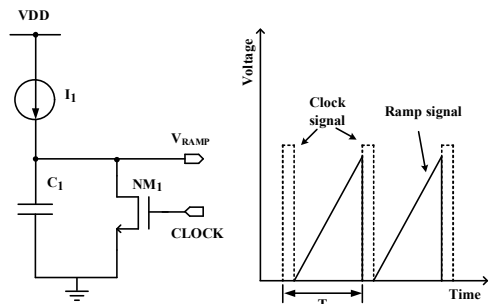 VDD
I1
VRAMP
C1
NM1
CLOCK
Voltage
Clock
signal
Ramp signal
Time
T